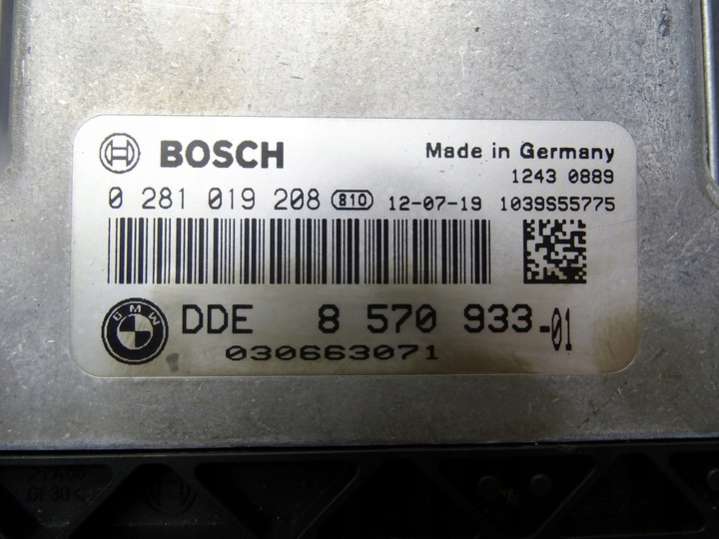 BOSCH Made in Germany
1243 0889
0 281 019 208 810 12-07-19 1039S55775
BMW DDE 8 570 933-01
030663071